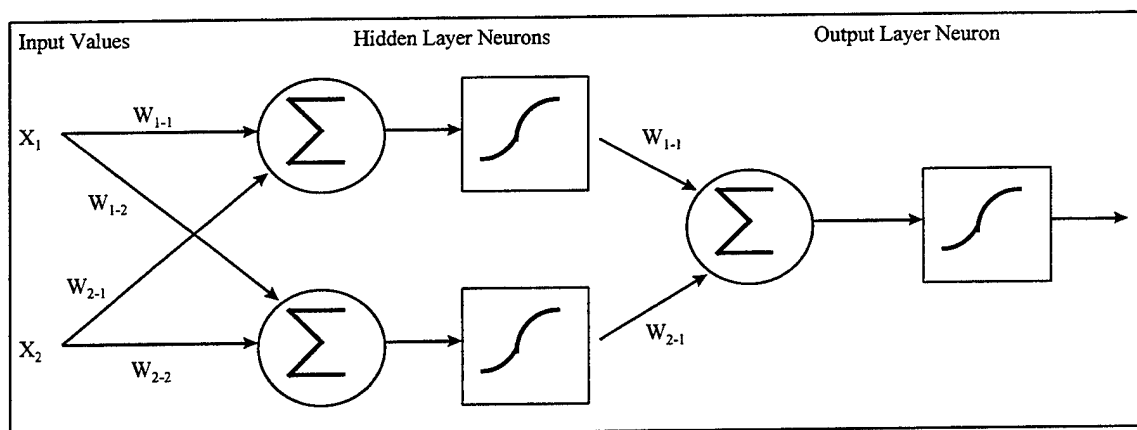 Input Values
Hidden Layer Neurons
Output Layer Neuron
W1-1
X1
W1-2
W2-1
X2
W2-2
W1-1
W2-1